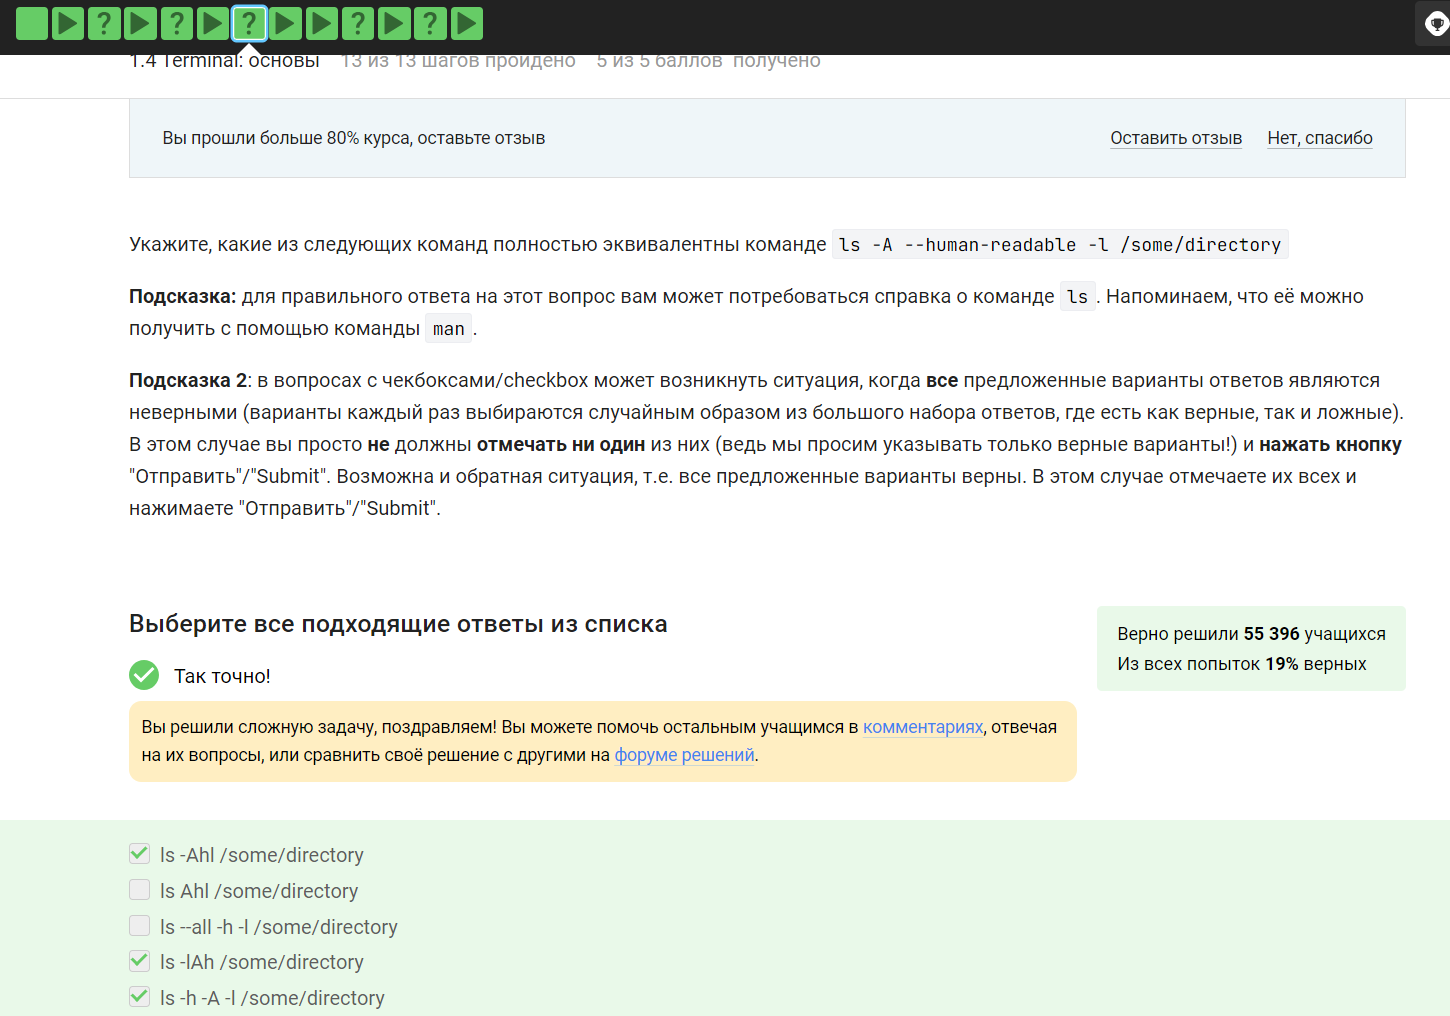 ? ? ? ? ?
1.4 Terminal: основы 13 из 13 шагов пройдено 5 из 5 баллов получено
Вы прошли больше 80% курса, оставьте отзыв Оставить отзыв Нет, спасибо
Укажите, какие из следующих команд полностью эквивалентны команде ls -A --human-readable -l /some/directory
Подсказка: для правильного ответа на этот вопрос вам может потребоваться справка о команде ls. Напоминаем, что её можно
получить с помощью команды man.
Подсказка 2: в вопросах с чекбоксами/checkbox может возникнуть ситуация, когда все предложенные варианты ответов являются
неверными (варианты каждый раз выбираются случайным образом из большого набора ответов, где есть как верные, так и ложные).
В этом случае вы просто не должны отмечать ни один из них (ведь мы просим указывать только верные варианты!) и нажать кнопку
"Отправить"/"Submit". Возможна и обратная ситуация, т.е. все предложенные варианты верны. В этом случае отмечаете их всех и
нажимаете "Отправить"/"Submit".
Выберите все подходящие ответы из списка
Верно решили 55 396 учащихся
Из всех попыток 19% верных
Так точно!
Вы решили сложную задачу, поздравляем! Вы можете помочь остальным учащимся в комментариях, отвечая
на их вопросы, или сравнить своё решение с другими на форуме решений.
ls -Ahl /some/directory
ls Ahl /some/directory
ls --all -h -l /some/directory
ls -lAh /some/directory
ls -h -A -l /some/directory